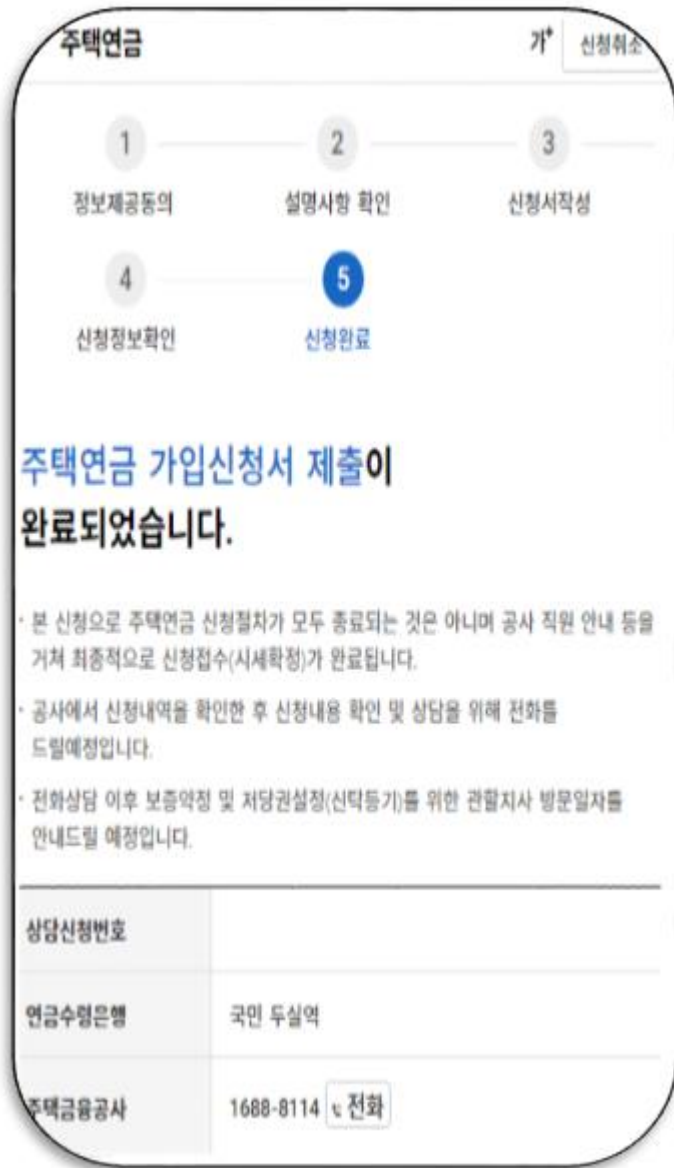 주택연금
가+ 신청취소
1 2 3
정보제공동의 설명사항 확인 신청서작성
4 5
신청정보확인 신청완료
주택연금 가입신청서 제출이
완료되었습니다.
· 본 신청으로 주택연금 신청절차가 모두 종료되는 것은 아니며 공사 직원 안내 등을
거쳐 최종적으로 신청접수(시세확정)가 완료됩니다.
· 공사에서 신청내역을 확인한 후 신청내용 확인 및 상담을 위해 전화를
드릴예정입니다.
· 전화상담 이후 보증약정 및 저당권설정(신탁등기)를 위한 관할지사 방문일자를
안내드릴 예정입니다.
상담신청번호
연금수령은행 국민 두실역
주택금융공사 1688-8114 전화